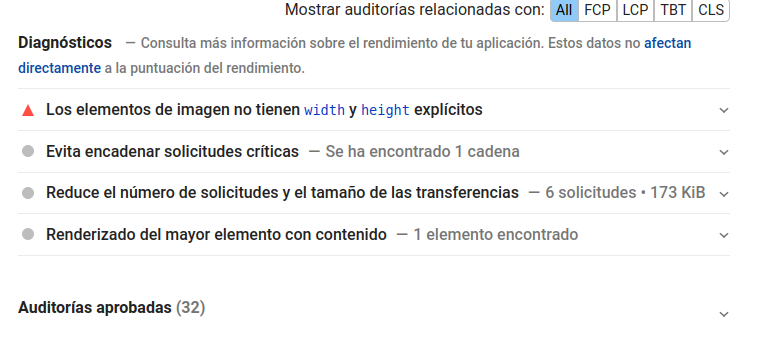 Mostrar auditorías relacionadas con: All FCP LCP TBT CLS
Diagnósticos — Consulta más información sobre el rendimiento de tu aplicación. Estos datos no afectan
directamente a la puntuación del rendimiento.
Los elementos de imagen no tienen width y height explícitos
Evita encadenar solicitudes críticas — Se ha encontrado 1 cadena
Reduce el número de solicitudes y el tamaño de las transferencias — 6 solicitudes • 173 KiB
Renderizado del mayor elemento con contenido — 1 elemento encontrado
Auditorías aprobadas (32)